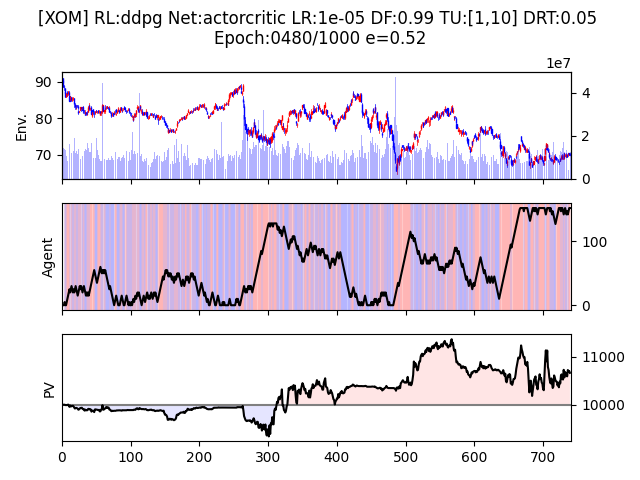 [XOM] RL:ddpg Net:actorcritic LR:1e-05 DF:0.99 TU:[1,10] DRT:0.05
Epoch:0480/1000 e=0.52
1e7
90
80
70
Env.
4
2
0
Agent
100
0
PV
11000
10000
0 100 200 300 400 500 600 700